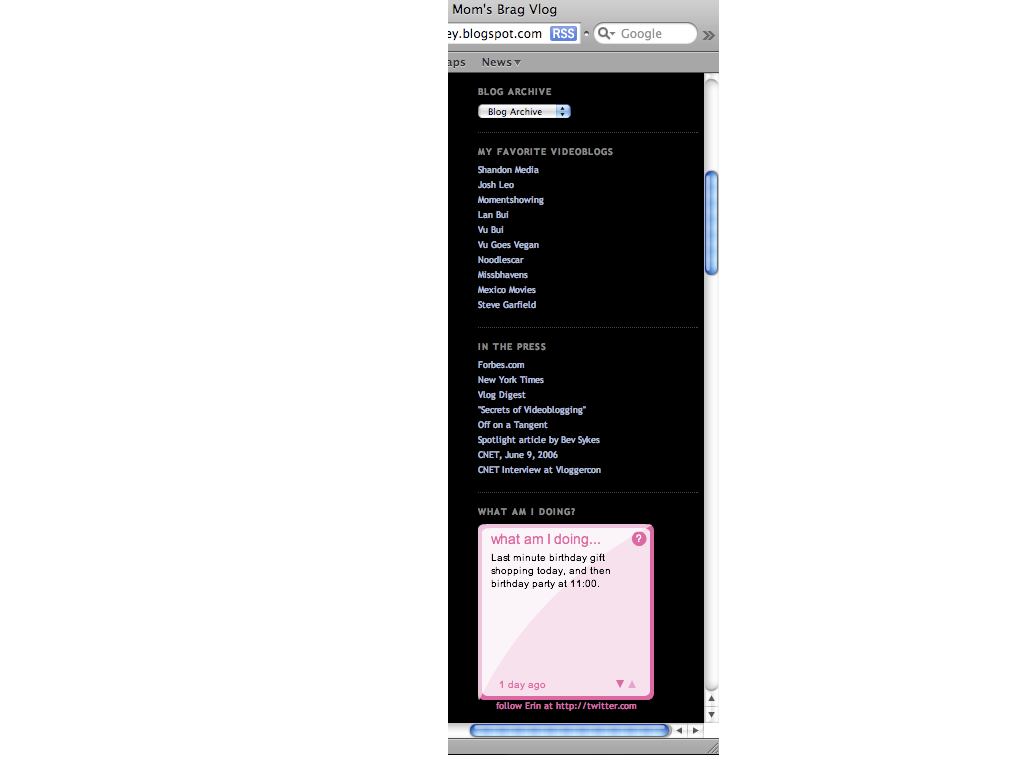 Mom's Brag Vlog
ey.blogspot.com RSS Google
aps News
BLOG ARCHIVE
Blog Archive
MY FAVORITE VIDEOBLOGS
Shandon Media
Josh Leo
Momentshowing
Lan Bui
Vu Bui
Vu Goes Vegan
Noodlescar
Missbhavens
Mexico Movies
Steve Garfield
IN THE PRESS
Forbes.com
New York Times
Vlog Digest
"Secrets of Videoblogging"
Off on a Tangent
Spotlight article by Bev Sykes
CNET, June 9, 2006
CNET Interview at Vloggercon
WHAT AM I DOING?
what am I doing... ?
Last minute birthday gift
shopping today, and then
birthday party at 11:00.
1 day ago
follow Erin at http://twitter.com